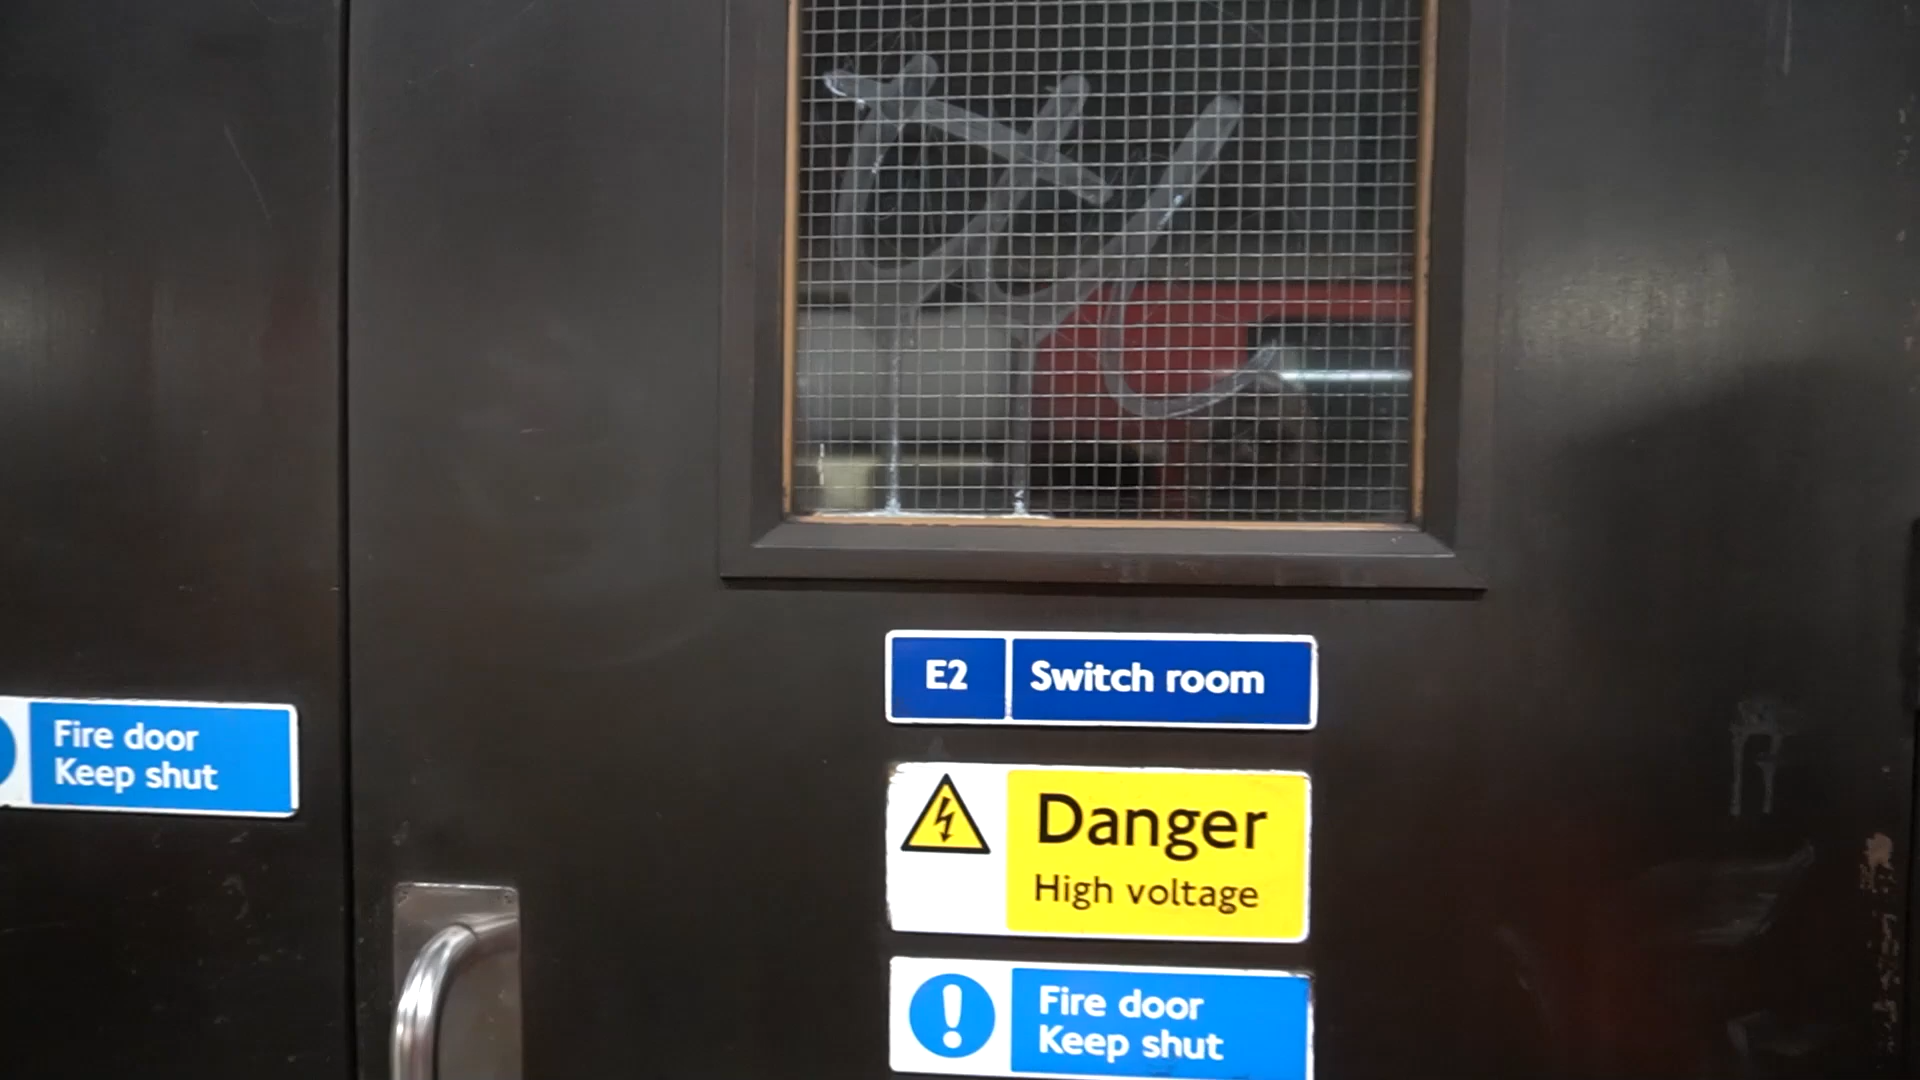 E2 Switch room
Danger
High voltage
Fire door
Keep shut
Fire door
Keep shut